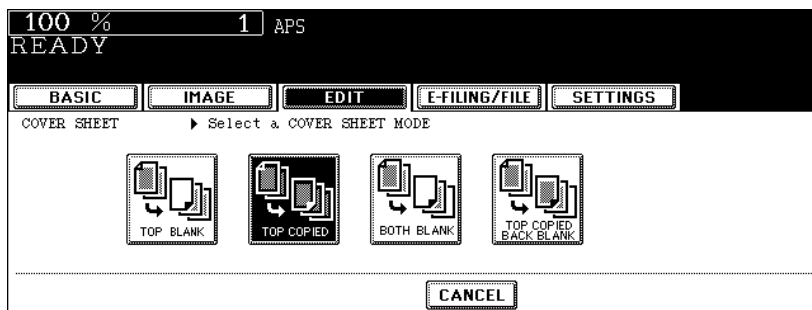 100 % 1 APS
READY
BASIC IMAGE EDIT E-FILING/FILE SETTINGS
COVER SHEET ▶ Select a COVER SHEET MODE
TOP BLANK TOP COPIED BOTH BLANK TOP COPIED
BACK BLANK
CANCEL